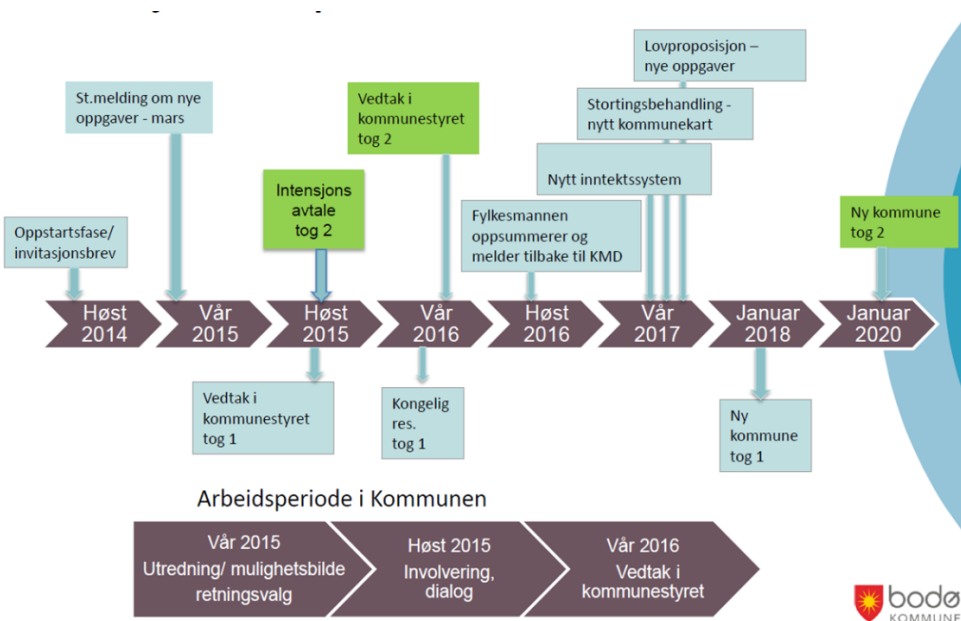 Lovproposisjon –
nye oppgaver
St.melding om nye
oppgaver - mars
Vedtak i
kommunestyret
tog 2
Stortingsbehandling -
nytt kommunekart
Intensjons
avtale
tog 2
Nytt inntektssystem
Oppstartsfase/
invitasjonsbrev
Fylkesmannen
oppsummerer og
melder tilbake til KMD
Ny kommune
tog 2
Høst
2014
Vår
2015
Høst
2015
Vår
2016
Høst
2016
Vår
2017
Januar
2018
Januar
2020
Vedtak i
kommunestyret
tog 1
Kongelig
res.
tog 1
Ny
kommune
tog 1
Arbeidsperiode i Kommunen
Vår 2015
Utredning/ mulighetsbilde
retningsvalg
Høst 2015
Involvering,
dialog
Vår 2016
Vedtak i
kommunestyret
bodø
KOMMUNE